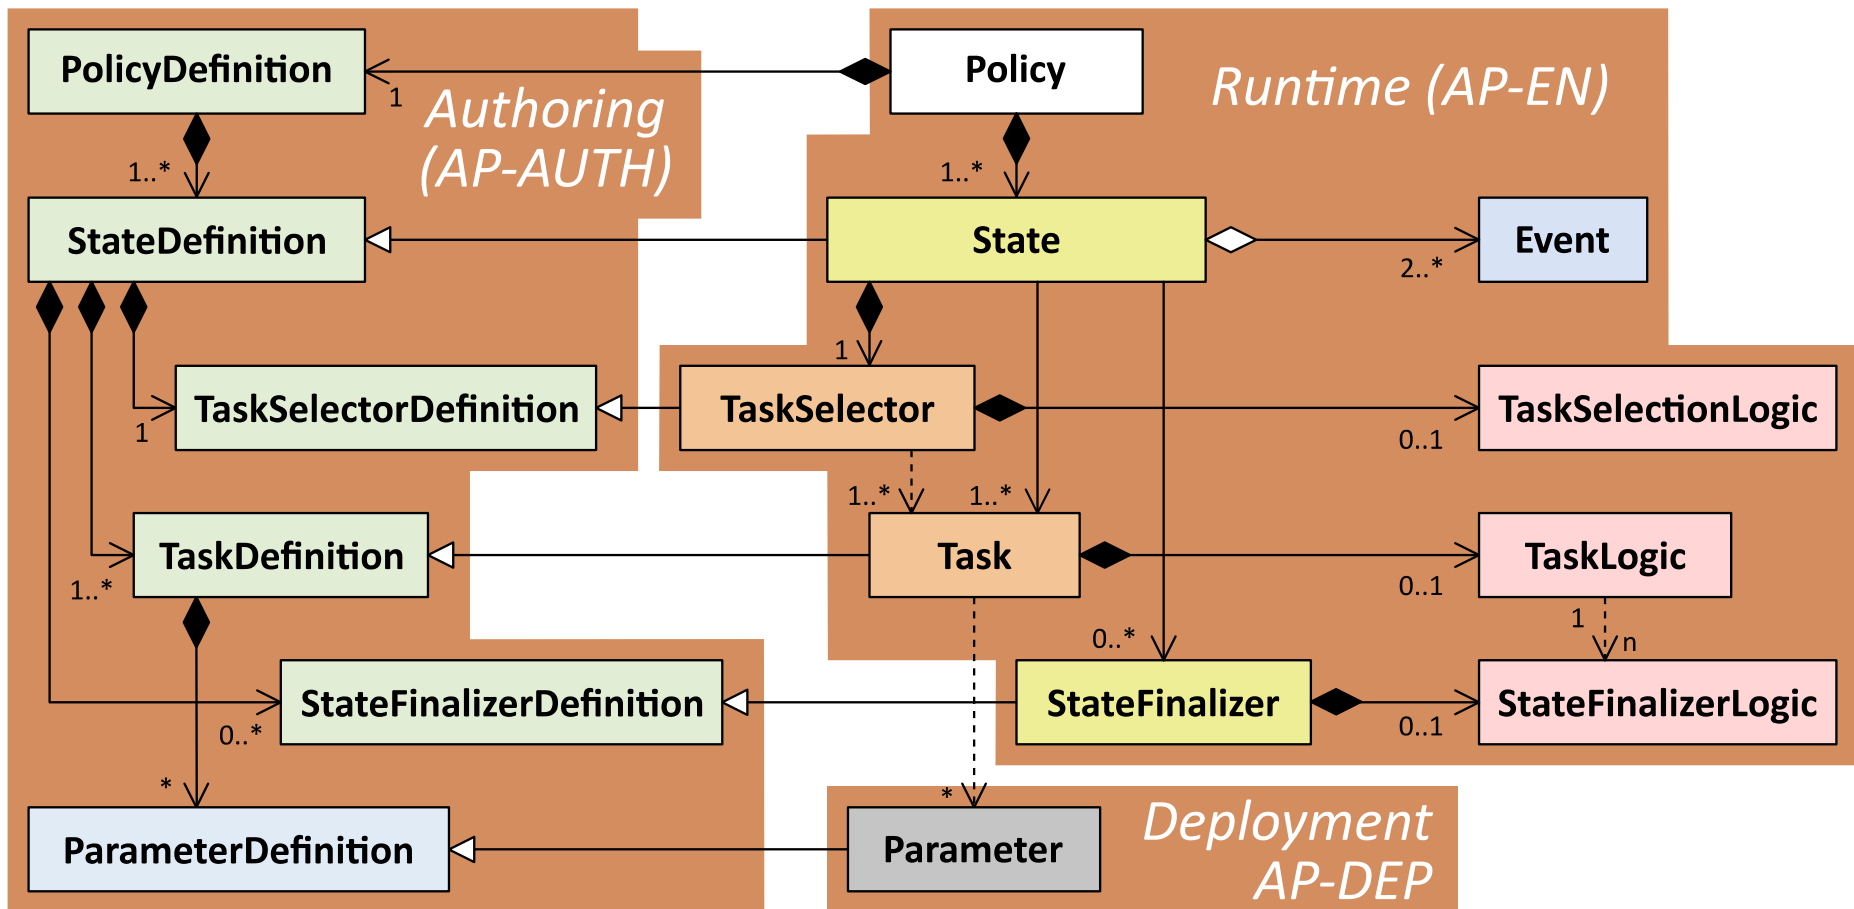 PolicyDefinition
1
Authoring
(AP-AUTH)
Policy
Runtime (AP-EN)
1..*
1..*
StateDefinition
State
2..*
Event
1
TaskSelectorDefinition
1
TaskSelector
0..1
TaskSelectionLogic
1..*
1..*
1..*
TaskDefinition
Task
0..1
TaskLogic
1
n
0..*
0..*
StateFinalizerDefinition
StateFinalizer
0..1
StateFinalizerLogic
*
*
ParameterDefinition
Parameter
Deployment
AP-DEP